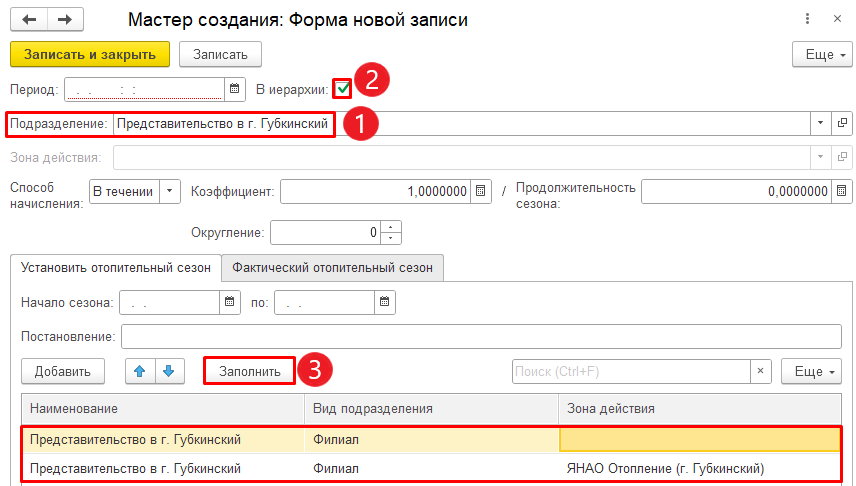 Мастер создания: Форма новой записи
Записать и закрыть Записать Еще
Период: . . : : В иерархии: 2
Подразделение: Представительство в г. Губкинский 1
Зона действия:
Способ начисления: В течении Коэффициент: 1,0000000 / Продолжительность сезона: 0,0000000
Округление: 0
Установить отопительный сезон Фактический отопительный сезон
Начало сезона: . . по: . .
Постановление:
Добавить Заполнить 3 Поиск (Ctrl+F) × Еще
Наименование Вид подразделения Зона действия
Представительство в г. Губкинский Филиал
Представительство в г. Губкинский Филиал ЯНАО Отопление (г. Губкинский)